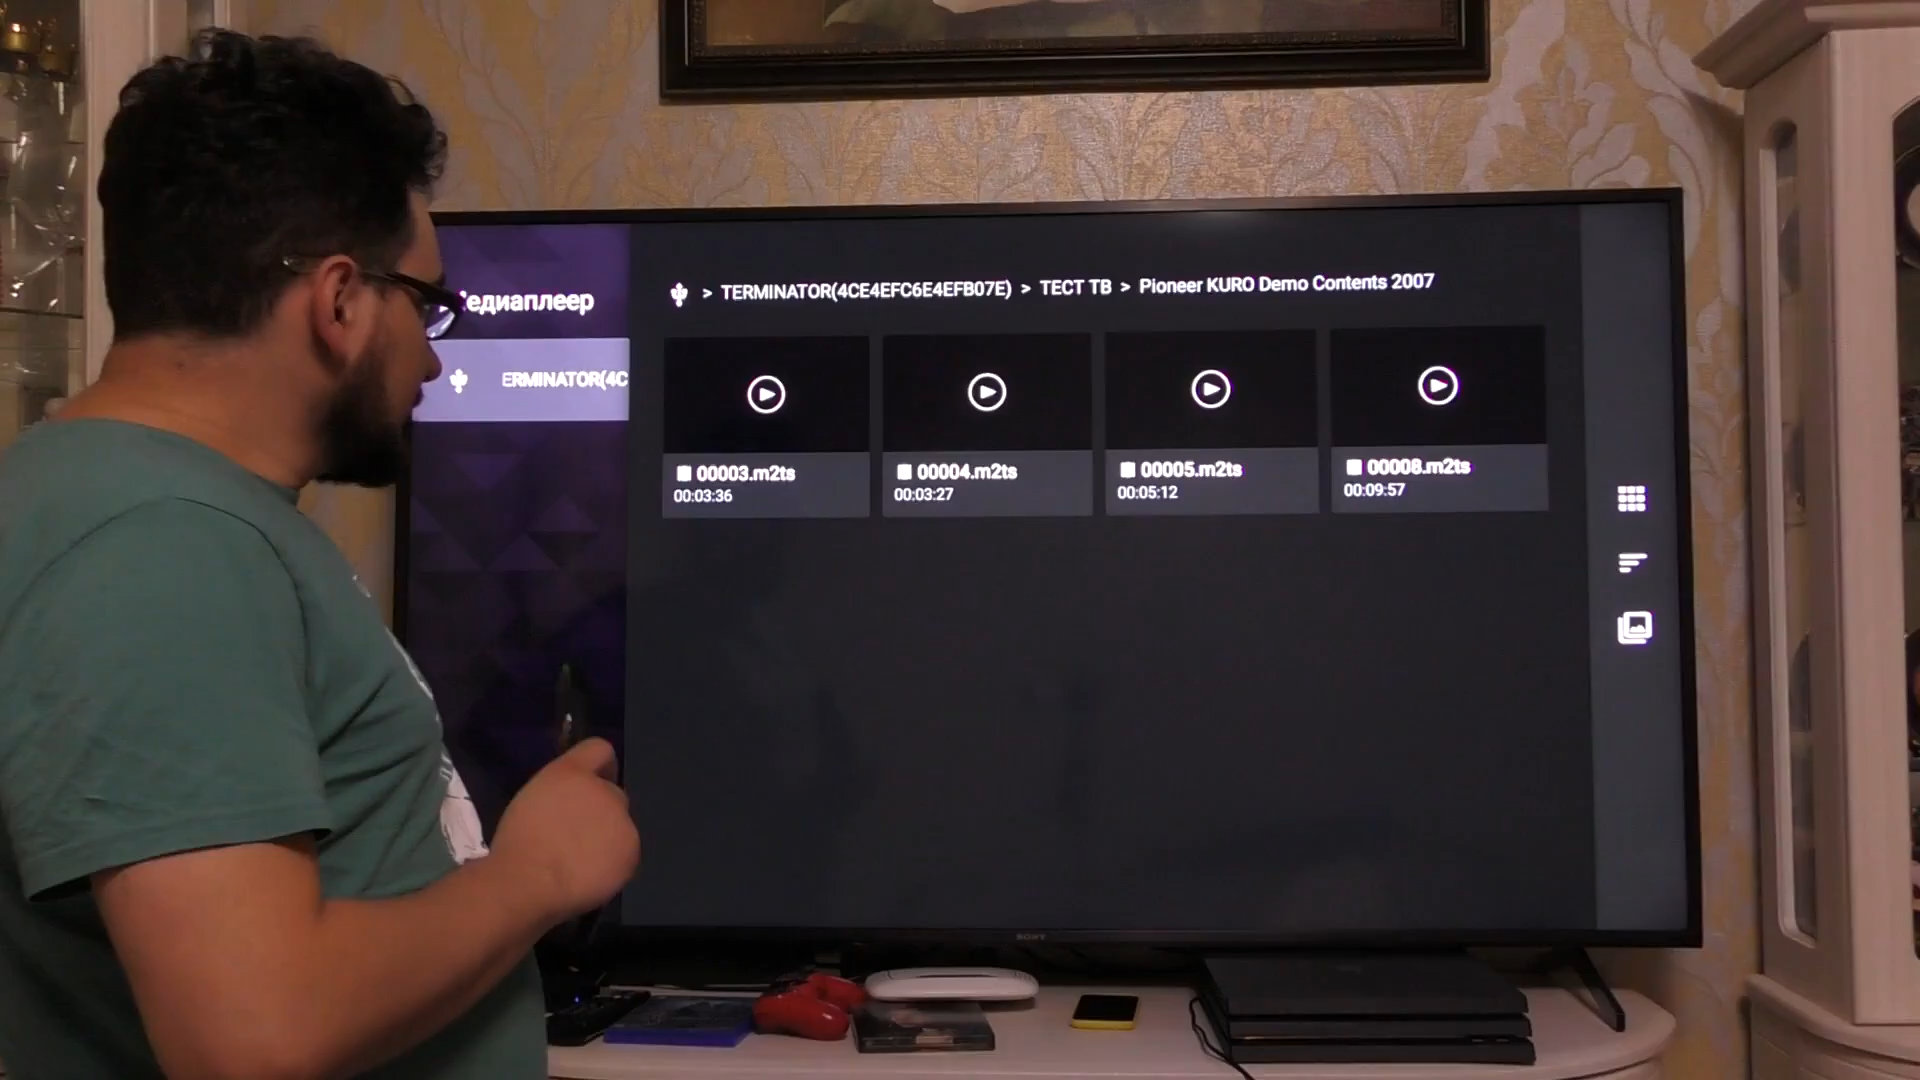 едиаплеер
ERMINATOR(4C
> TERMINATOR(4CE4EFC6E4EFB07E) > ТЕСТ ТВ > Pioneer KURO Demo Contents 2007
00003.m2ts
00:03:36
00004.m2ts
00:03:27
00005.m2ts
00:05:12
00008.m2ts
00:09:57
SONY